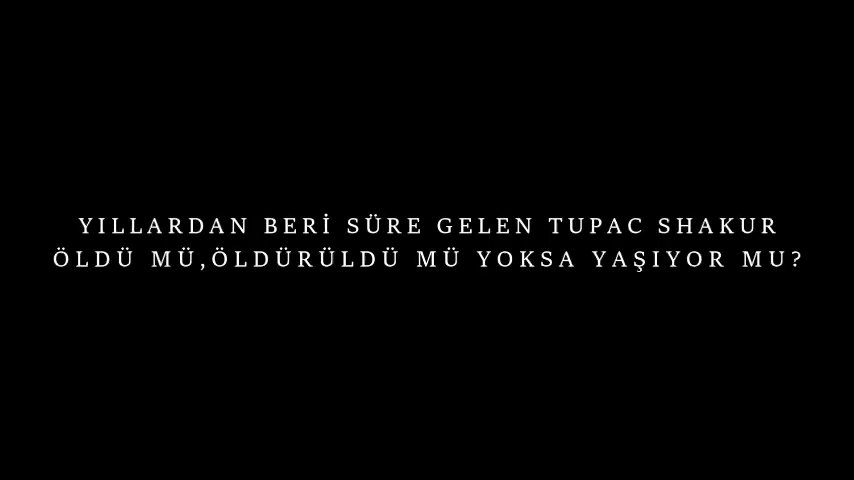 YILLARDAN BERİ SÜRE GELEN TUPAC SHAKUR
ÖLDÜ MÜ,ÖLDÜRÜLDÜ MÜ YOKSA YAŞIYOR MU?